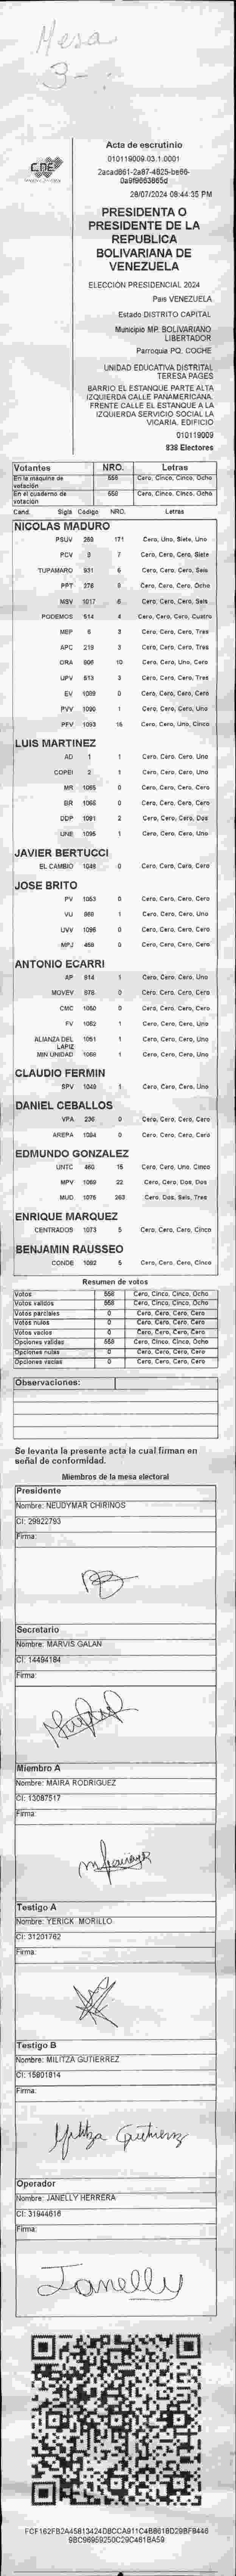 Mesa
3-
CNE
Acta de escrutinio
010119009.03.1.0001
2acad861-2a87-4825-be86-
0a9f9663865d
28/07/2024 08:44:35 PM
PRESIDENTA O
PRESIDENTE DE LA
REPUBLICA
BOLIVARIANA DE
VENEZUELA
ELECCIÓN PRESIDENCIAL 2024
Pais VENEZUELA
Estado DISTRITO CAPITAL
Municipio MP. BOLIVARIANO
LIBERTADOR
Parroquia PQ. COCHE
UNIDAD EDUCATIVA DISTRITAL
TERESA PAGES
BARRIO EL ESTANQUE PARTE ALTA
IZQUIERDA CALLE PANAMERICANA.
FRENTE CALLE EL ESTANQUE A LA
IZQUIERDA SERVICIO SOCIAL LA
VICARIA. EDIFICIO
010119009
838 Electores
Votantes NRO. Letras
En la máquina de votación 558 Cero, Cinco, Cinco, Ocho
En el cuaderno de votación 558 Cero, Cinco, Cinco, Ocho
Cand. Sigla Codigo NRO. Letras
NICOLAS MADURO
PSUV 171 Cero, Uno, Siete, Uno
PCV 7 Cero, Cero, Cero, Siete
TUPAMARO 931 6 Cero, Cero, Cero, Seis
PPT 376 8 Cero, Cero, Cero, Ocho
MSV 1017 6 Cero, Cero, Cero, Seis
PODEMOS 514 4 Cero, Cero, Cero, Cuatro
MEP 6 3 Cero, Cero, Cero, Tres
APC 219 3 Cero, Cero, Cero, Tres
ORA 906 10 Cero, Cero, Uno, Cero
UPV 813 3 Cero, Cero, Cero, Tres
EV 1089 0 Cero, Cero, Cero, Cero
PVV 1090 1 Cero, Cero, Cero, Uno
PFV 1093 15 Cero, Cero, Uno, Cinco
LUIS MARTINEZ
AD 1 1 Cero, Cero, Cero, Uno
COPEI 2 1 Cero, Cero, Cero, Uno
MR 1065 0 Cero, Cero, Cero, Cero
BR 1066 0 Cero, Cero, Cero, Cero
DDP 1091 2 Cero, Cero, Cero, Dos
UNE 1095 1 Cero, Cero, Cero, Uno
JAVIER BERTUCCI
EL CAMBIO 1048 0 Cero, Cero, Cero, Cero
JOSE BRITO
PV 1053 0 Cero, Cero, Cero, Cero
VU 868 1 Cero, Cero, Cero, Uno
UVV 1096 0 Cero, Cero, Cero, Cero
MPJ 458 0 Cero, Cero, Cero, Cero
ANTONIO ECARRI
AP 814 1 Cero, Cero, Cero, Uno
MOVEV 878 0 Cero, Cero, Cero, Cero
CMC 1050 0 Cero, Cero, Cero, Cero
FV 1052 1 Cero, Cero, Cero, Uno
ALIANZA DEL LAPIZ 1051 1 Cero, Cero, Cero, Uno
MIN UNIDAD 1068 1 Cero, Cero, Cero, Uno
CLAUDIO FERMIN
SPV 1049 1 Cero, Cero, Cero, Uno
DANIEL CEBALLOS
VPA 236 0 Cero, Cero, Cero, Cero
AREPA 1094 0 Cero, Cero, Cero, Cero
EDMUNDO GONZALEZ
UNTC 460 15 Cero, Cero, Uno, Cinco
MPV 1069 22 Cero, Cero, Dos, Dos
MUD 1076 263 Cero, Dos, Seis, Tres
ENRIQUE MARQUEZ
CENTRADOS 1073 5 Cero, Cero, Cero, Cinco
BENJAMIN RAUSSEO
CONDE 1092 5 Cero, Cero, Cero, Cinco
Resumen de votos
Votos 558 Cero, Cinco, Cinco, Ocho
Votos validos 558 Cero, Cinco, Cinco, Ocho
Votos parciales 0 Cero, Cero, Cero, Cero
Votos nulos 0 Cero, Cero, Cero, Cero
Votos vacios 0 Cero, Cero, Cero, Cero
Opciones validas 558 Cero, Cinco, Cinco, Ocho
Opciones nulas 0 Cero, Cero, Cero, Cero
Opciones vacias 0 Cero, Cero, Cero, Cero
Observaciones:
Se levanta la presente acta la cual firman en
señal de conformidad.
Miembros de la mesa electoral
Presidente
Nombre: NEUDYMAR CHIRINOS
CI: 29822793
Firma:
Secretario
Nombre: MARVIS GALAN
CI: 14494184
Firma:
Miembro A
Nombre: MAIRA RODRIGUEZ
CI: 13087517
Firma:
Testigo A
Nombre: YERICK MORILLO
CI: 31201762
Firma:
Testigo B
Nombre: MILITZA GUTIERREZ
CI: 15801814
Firma:
Militza Gutierrez
Operador
Nombre: JANELLY HERRERA
CI: 31944616
Firma:
Janelly
FCF162FB2A45813424D8CCA911C4B8618D29BF9446
9BC96959250C29C461BA59